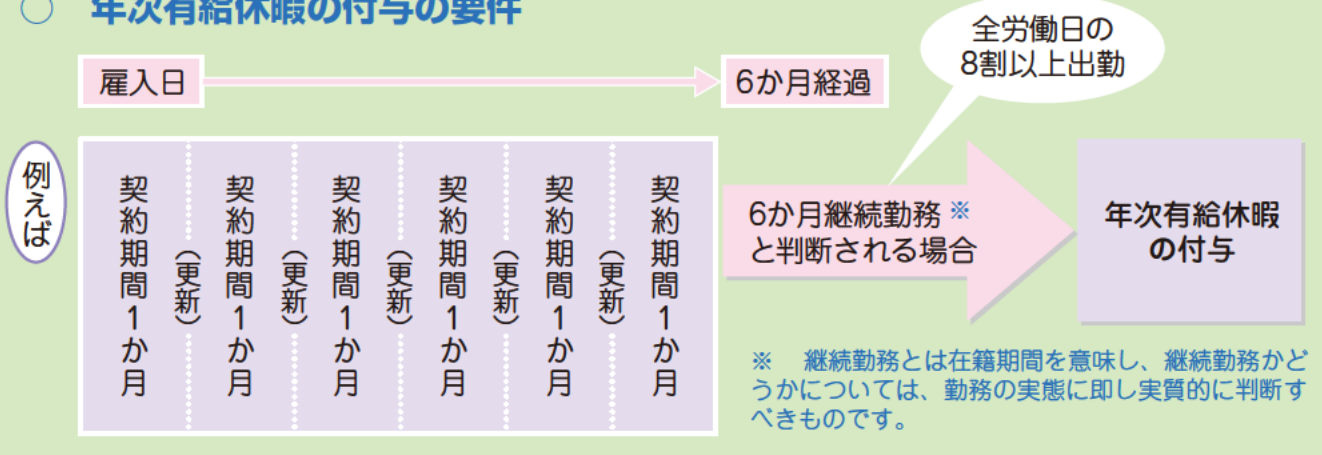 ○ 年次有給休暇の付与の要件
全労働日の
8割以上出勤
雇入日
6か月経過
例えば
契約期間1か月
（更新）
契約期間1か月
（更新）
契約期間1か月
（更新）
契約期間1か月
（更新）
契約期間1か月
（更新）
契約期間1か月
6か月継続勤務※
と判断される場合
年次有給休暇
の付与
※ 継続勤務とは在籍期間を意味し、継続勤務かど
うかについては、勤務の実態に即し実質的に判断す
べきものです。